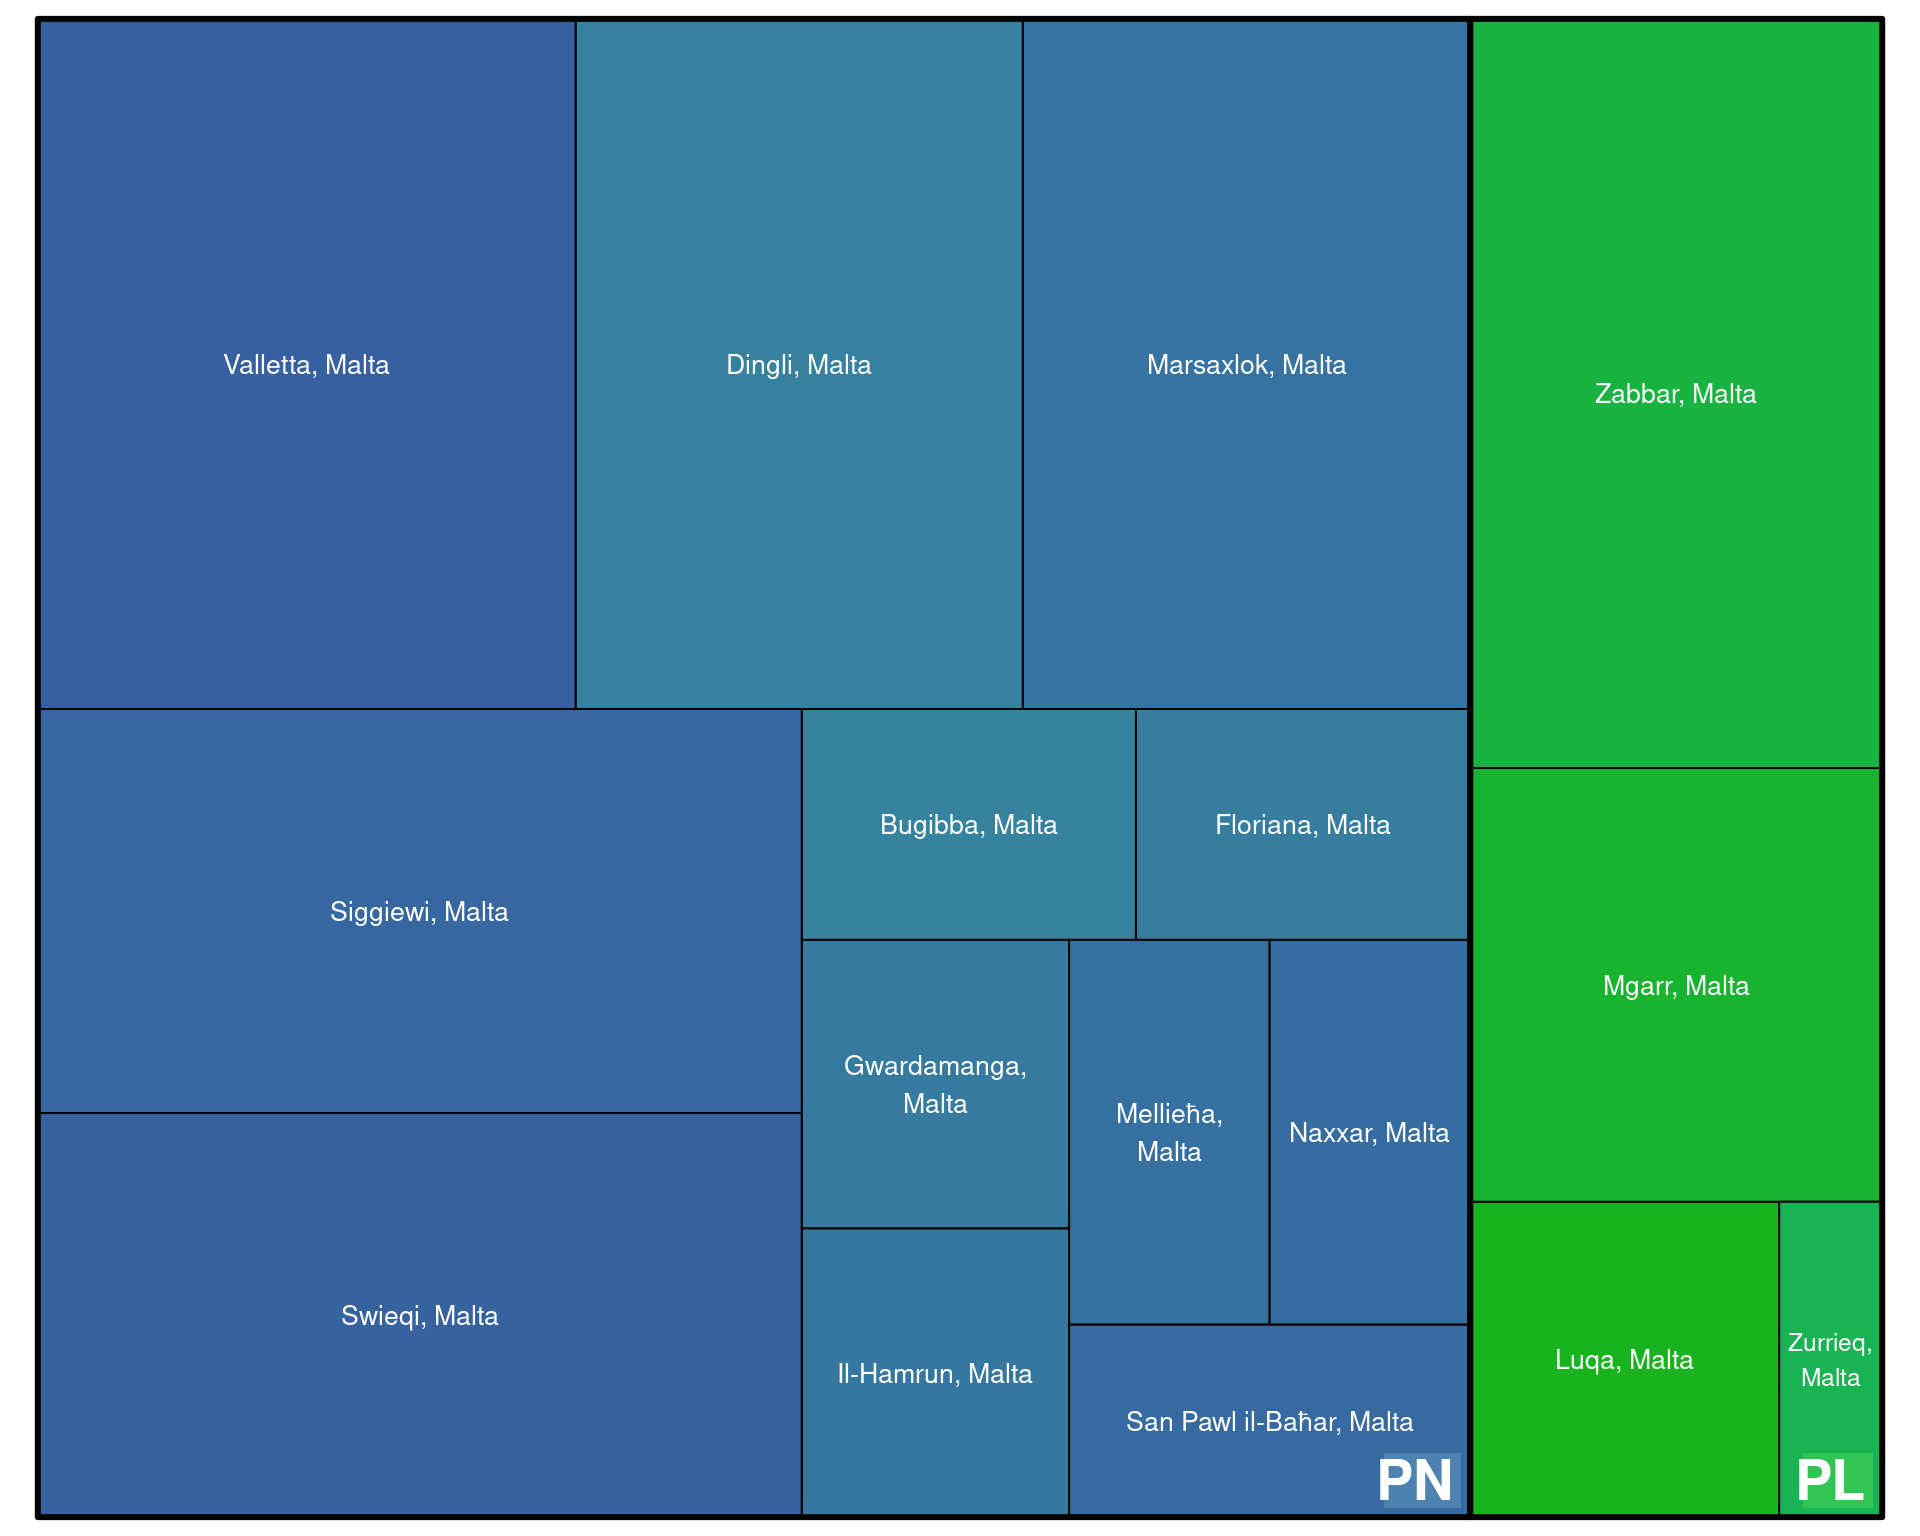 Valletta, Malta
Dingli, Malta
Marsaxlok, Malta
Zabbar, Malta
Siggiewi, Malta
Bugibba, Malta
Floriana, Malta
Mgarr, Malta
Gwardamanga,
Malta
Mellieħa,
Malta
Naxxar, Malta
Swieqi, Malta
Il-Hamrun, Malta
San Pawl il-Baħar, Malta
PN
Luqa, Malta
Zurrieq,
Malta
PL